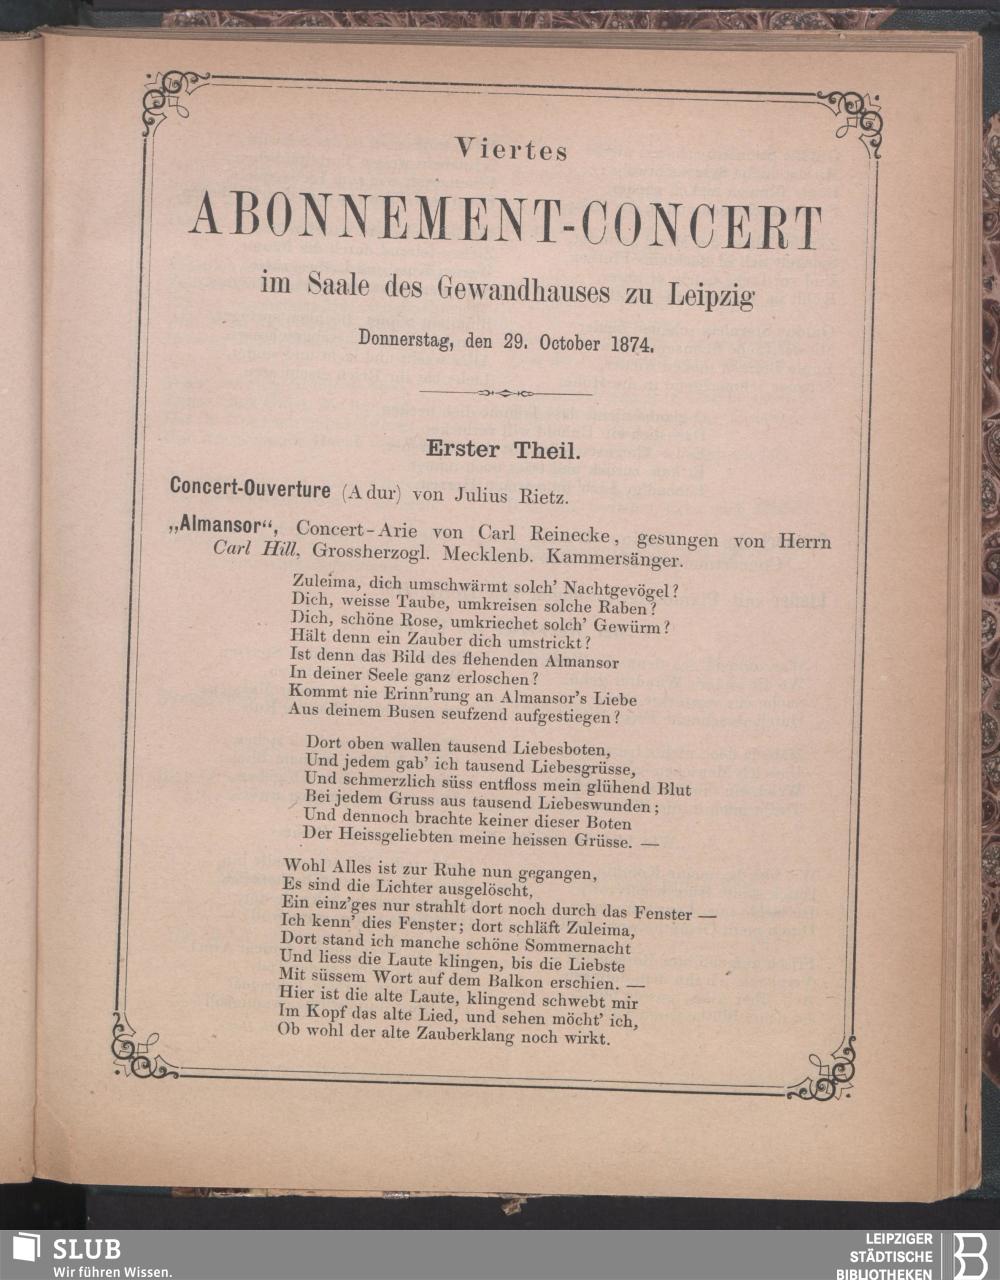 Viertes
ABONNEMENT-CONCERT
im Saale des Gewandhauses zu Leipzig
Donnerstag, den 29. October 1874.
Erster Theil.
Concert-Ouverture (A dur) von Julius Rietz.
„Almansor“, Concert-Arie von Carl Reinecke, gesungen von Herrn
Carl Hill, Grossherzogl. Mecklenb. Kammersänger.
Zuleima, dich umschwärmt solch’ Nachtgevögel?
Dich, weisse Taube, umkreisen solche Raben?
Dich, schöne Rose, umkriechet solch’ Gewürm?
Hält denn ein Zauber dich umstrickt?
Ist denn das Bild des flehenden Almansor
In deiner Seele ganz erloschen?
Kommt nie Erinn’rung an Almansor’s Liebe
Aus deinem Busen seufzend aufgestiegen?
Dort oben wallen tausend Liebesboten,
Und jedem gab’ ich tausend Liebesgrüsse,
Und schmerzlich süss entfloss mein glühend Blut
Bei jedem Gruss aus tausend Liebeswunden;
Und dennoch brachte keiner dieser Boten
Der Heissgeliebten meine heissen Grüsse. —
Wohl Alles ist zur Ruhe nun gegangen,
Es sind die Lichter ausgelöscht,
Ein einz’ges nur strahlt dort noch durch das Fenster —
Ich kenn’ dies Fenster; dort schläft Zuleima,
Dort stand ich manche schöne Sommernacht
Und liess die Laute klingen, bis die Liebste
Mit süssem Wort auf dem Balkon erschien. —
Hier ist die alte Laute, klingend schwebt mir
Im Kopf das alte Lied, und sehen möcht’ ich,
Ob wohl der alte Zauberklang noch wirkt.
SLUB
Wir führen Wissen.
LEIPZIGER
STÄDTISCHE
BIBLIOTHEKEN